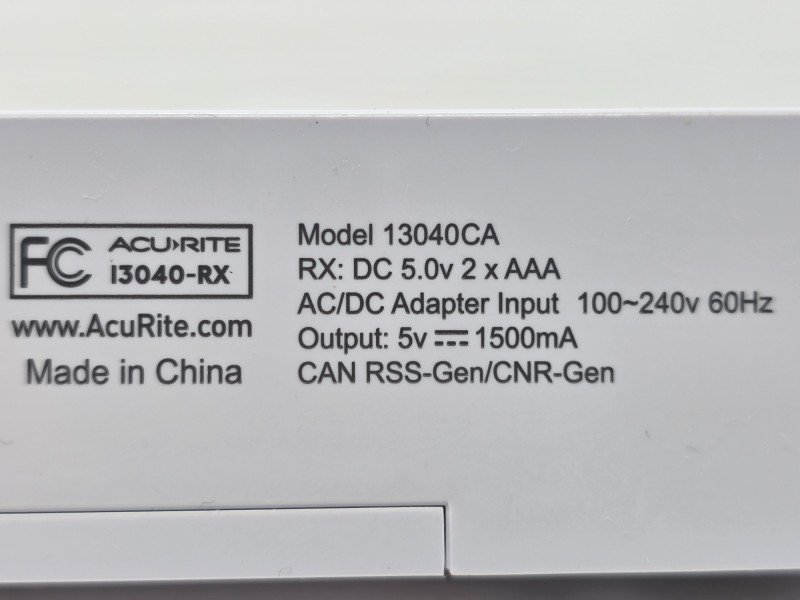 FC ACU>RITE
13040-RX
www.AcuRite.com
Made in China
Model 13040CA
RX: DC 5.0v 2 x AAA
AC/DC Adapter Input 100~240v 60Hz
Output: 5v ⎓ 1500mA
CAN RSS-Gen/CNR-Gen